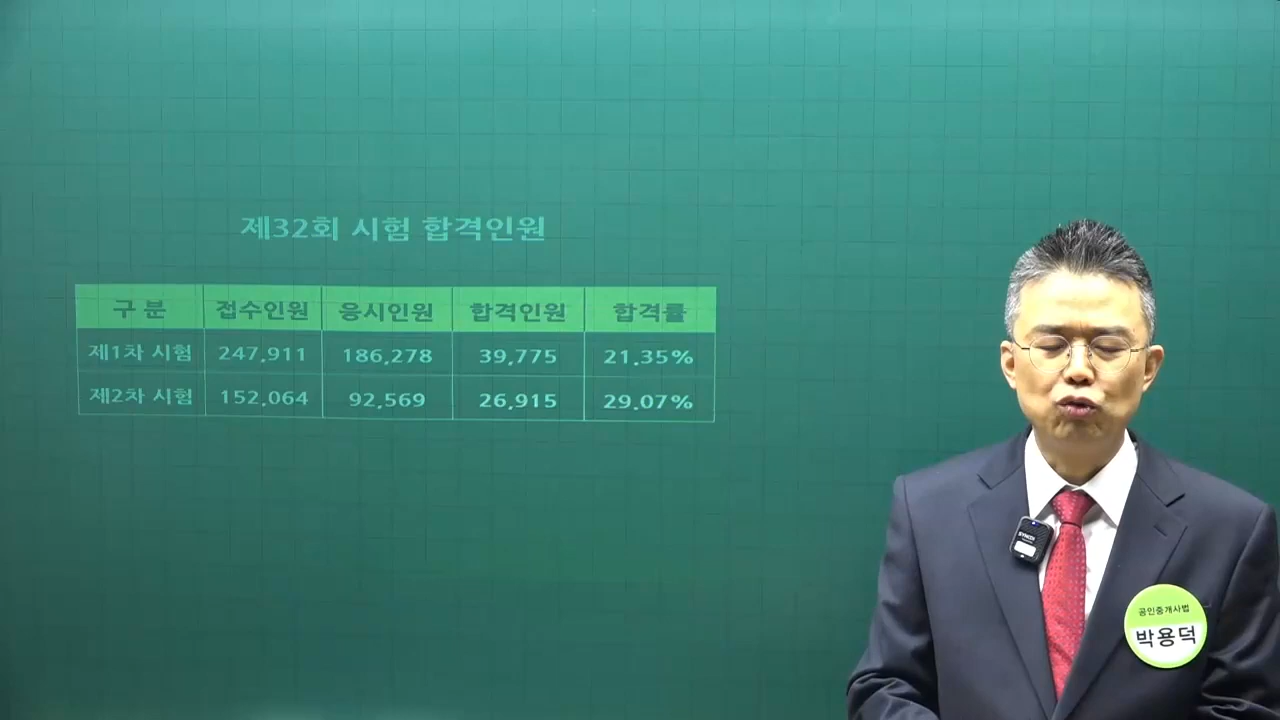 제32회 시험 합격인원
구 분 접수인원 응시인원 합격인원 합격률
제1차 시험 247,911 186,278 39,775 21.35%
제2차 시험 152,064 92,569 26,915 29.07%
공인중개사법
박용덕